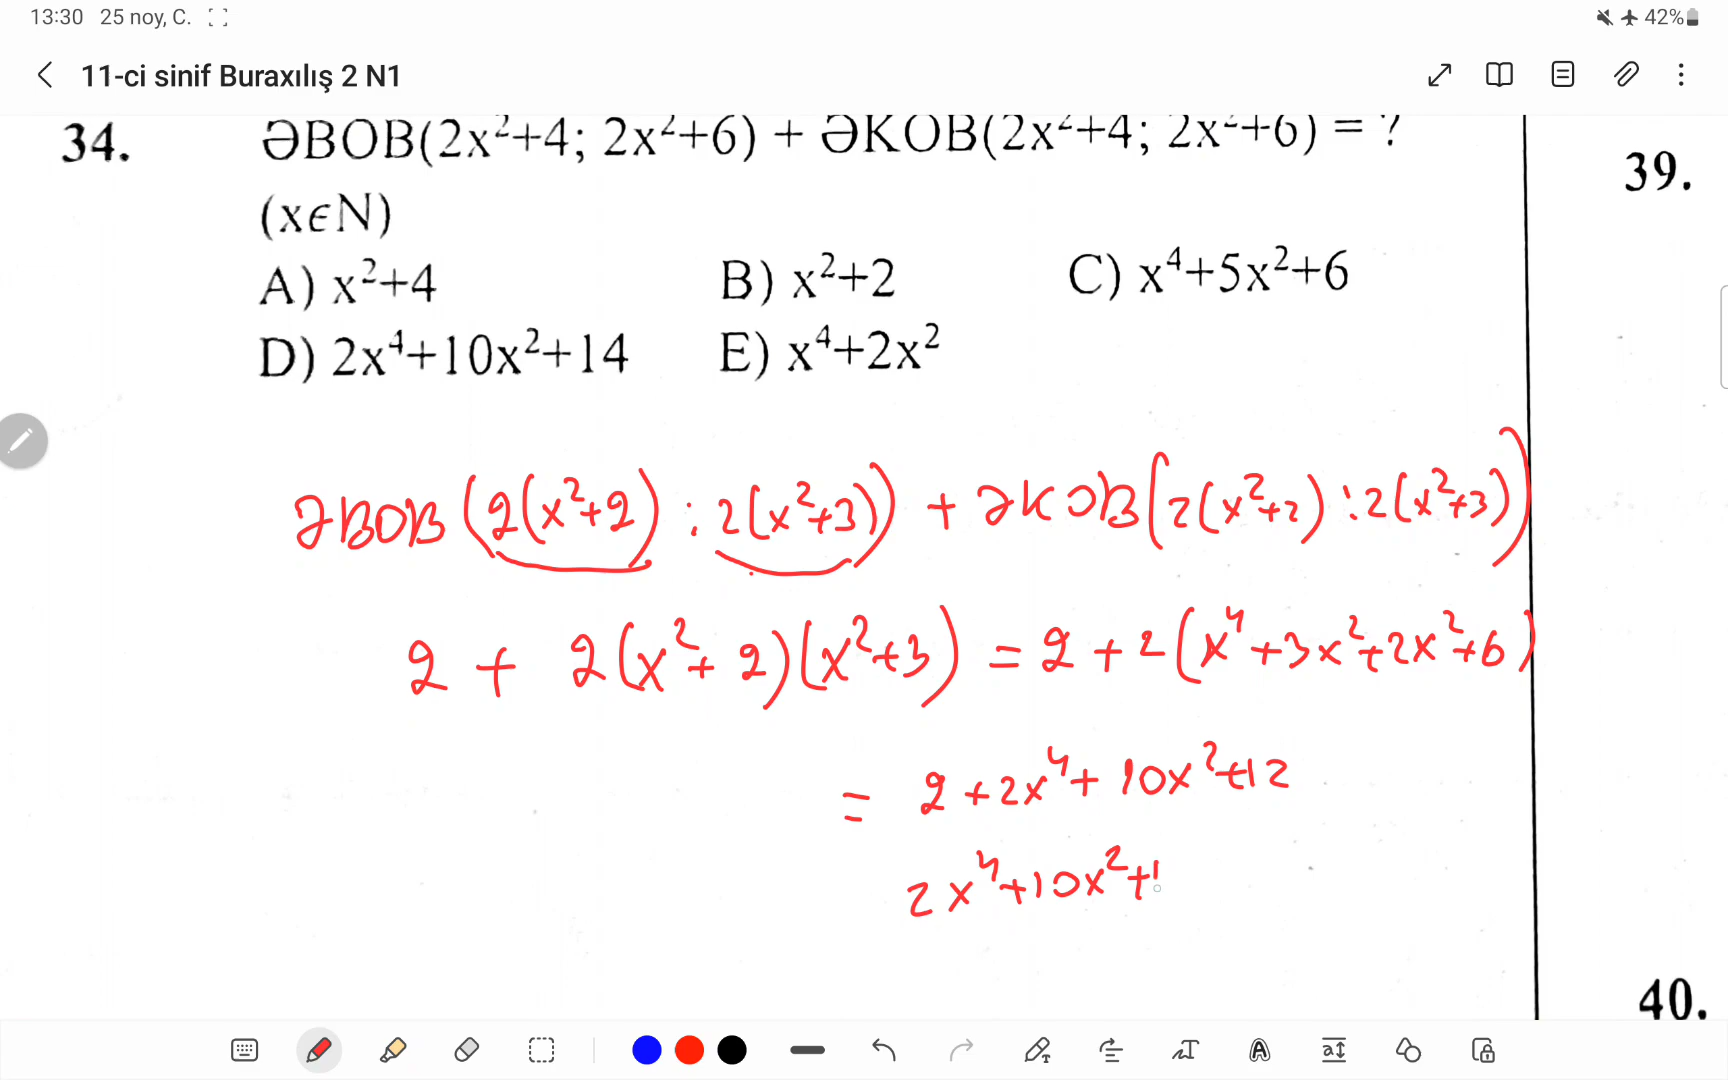 13:30 25 noy, C.
42%
11-ci sinif Buraxılış 2 N1
34. ƏBOB(2x²+4; 2x²+6) + ƏKOB(2x²+4; 2x²+6) = ?
(xϵN)
A) x²+4 B) x²+2 C) x⁴+5x²+6
D) 2x⁴+10x²+14 E) x⁴+2x²
39.
ƏBOB(2(x²+2) ; 2(x²+3)) + ƏKOB(2(x²+2) ; 2(x²+3))
2 + 2(x²+2)(x²+3) = 2+2(x⁴+3x²+2x²+6)
= 2+2x⁴+10x²+12
2x⁴+10x²+1
40.